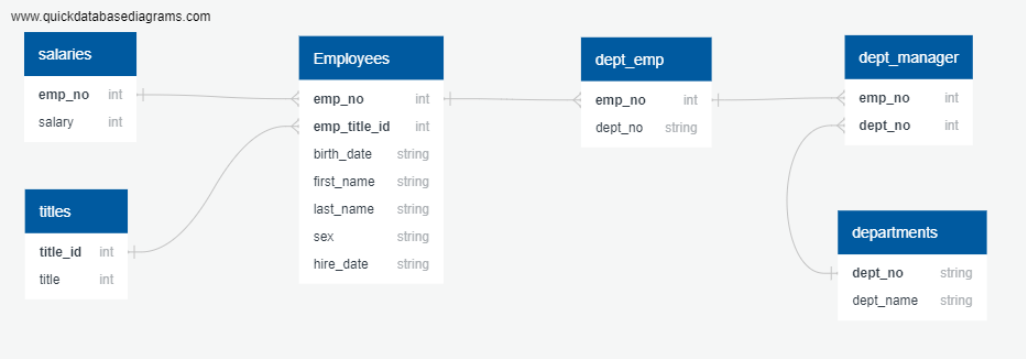 www.quickdatabasediagrams.com
salaries
emp_no int
salary int
titles
title_id int
title int
Employees
emp_no int
emp_title_id int
birth_date string
first_name string
last_name string
sex string
hire_date string
dept_emp
emp_no int
dept_no string
dept_manager
emp_no int
dept_no int
departments
dept_no string
dept_name string